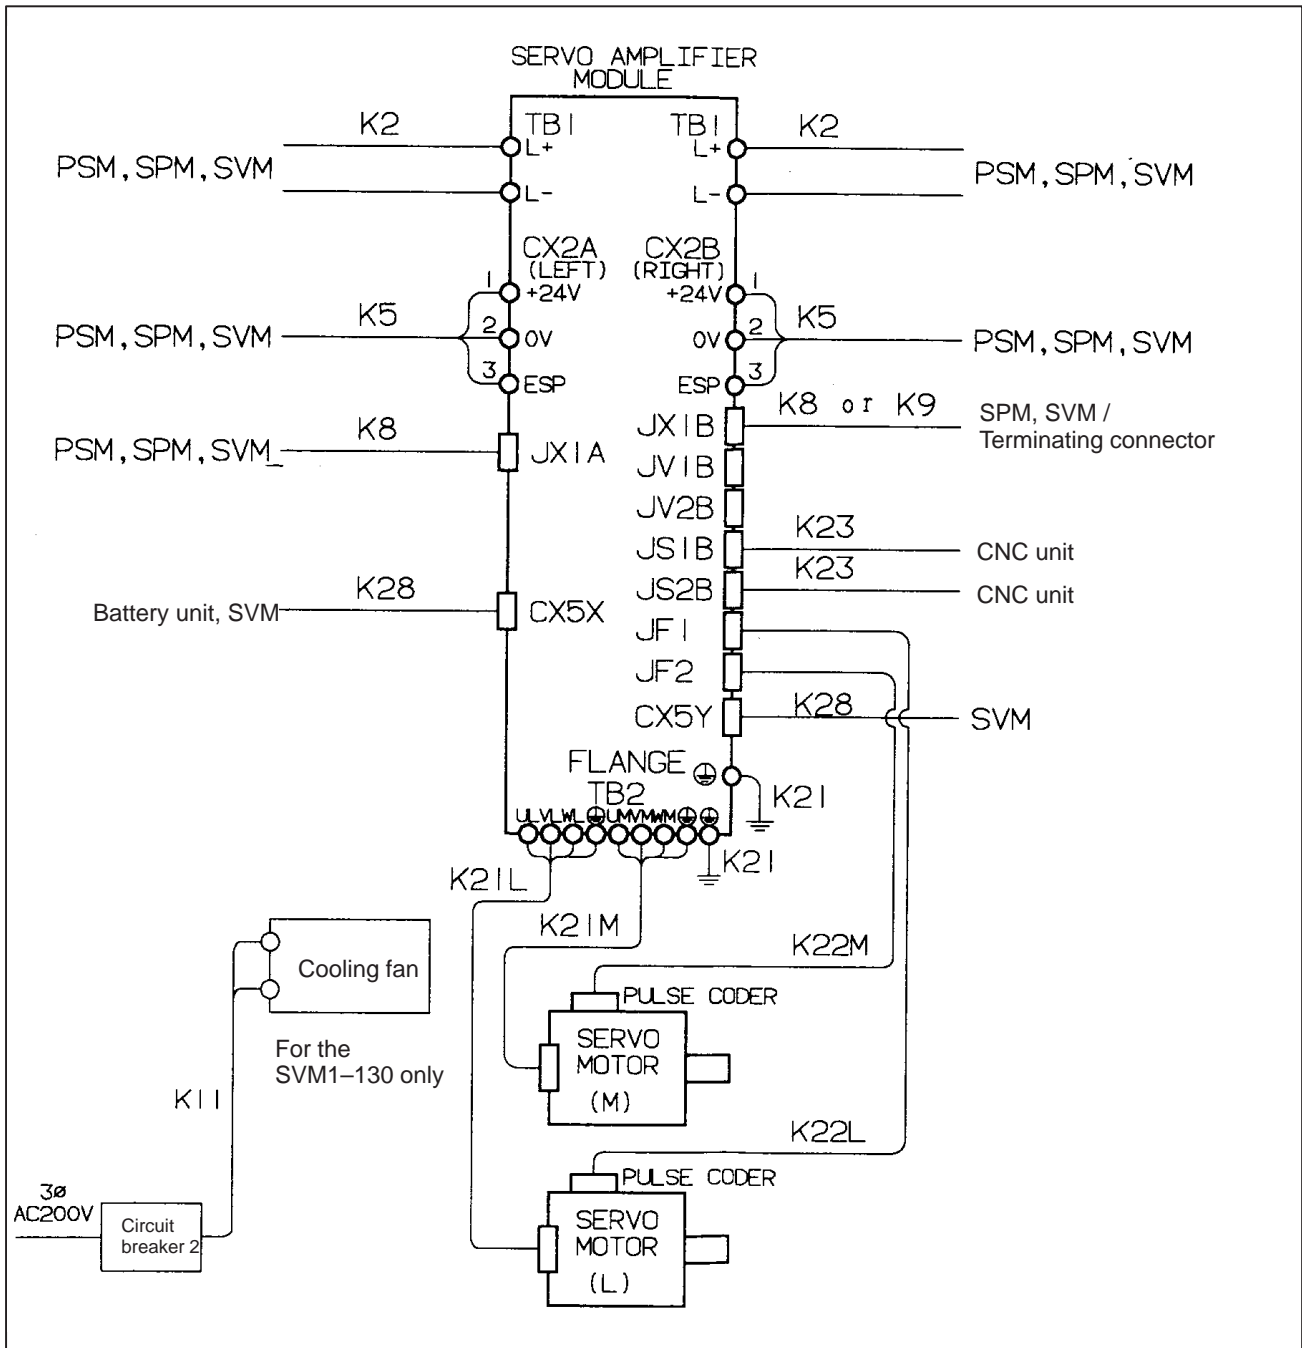 SERVO AMPLIFIER
MODULE
K2
TB1
TB1
K2
L+
L+
PSM, SPM, SVM
PSM, SPM, SVM
L-
L-
CX2A
CX2B
(LEFT)
(RIGHT)
1
+24V
+24V
1
K5
2
0V
0V
2
K5
PSM, SPM, SVM
PSM, SPM, SVM
3
ESP
ESP
3
K8
JX1A
PSM, SPM, SVM
JX1B
K8 or K9
SPM, SVM /
Terminating connector
JV1B
JV2B
JS1B
K23
CNC unit
JS2B
K23
CNC unit
K28
Battery unit, SVM
CX5X
JF1
JF2
CX5Y
K28
SVM
FLANGE
K21
TB2
UL VL WL UM VM WM
K21
K21L
K21M
K22M
Cooling fan
PULSE CODER
SERVO
MOTOR
(M)
For the
SVM1–130 only
K11
K22L
PULSE CODER
SERVO
MOTOR
(L)
3ø
AC200V
Circuit
breaker 2